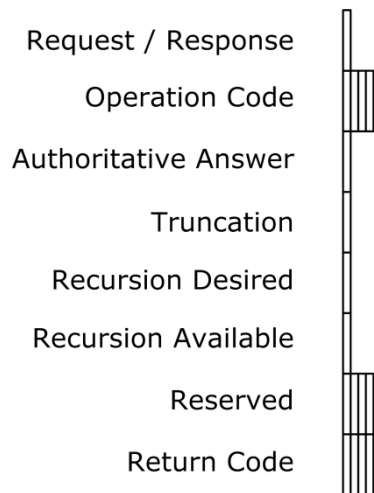 Request / Response
Operation Code
Authoritative Answer
Truncation
Recursion Desired
Recursion Available
Reserved
Return Code